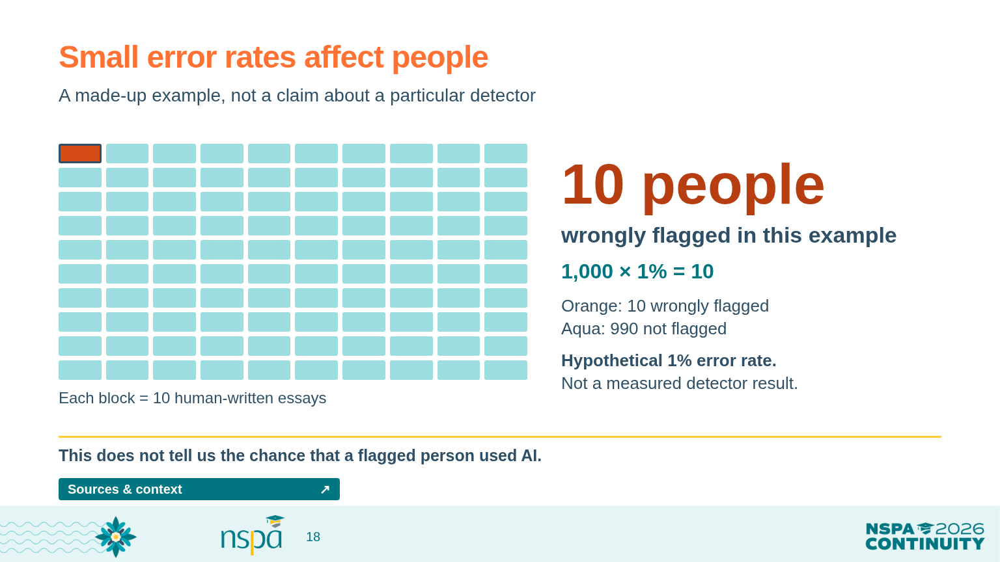 Small error rates affect people
A made-up example, not a claim about a particular detector
10 people
wrongly flagged in this example
1,000 × 1% = 10
Orange: 10 wrongly flagged
Aqua: 990 not flagged
Hypothetical 1% error rate.
Not a measured detector result.
Each block = 10 human-written essays
This does not tell us the chance that a flagged person used AI.
Sources & context ↗
nspa
18
NSPA 2026
CONTINUITY